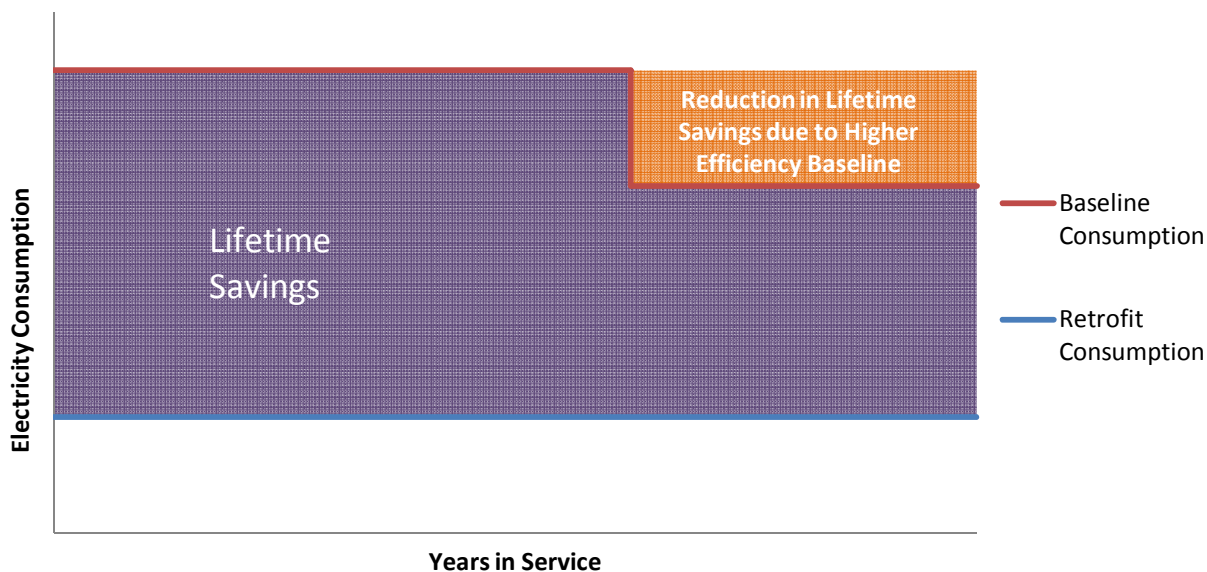 Reduction in Lifetime
Savings due to Higher
Efficiency Baseline
Lifetime
Savings
Electricity Consumption
Years in Service
Baseline
Consumption
Retrofit
Consumption